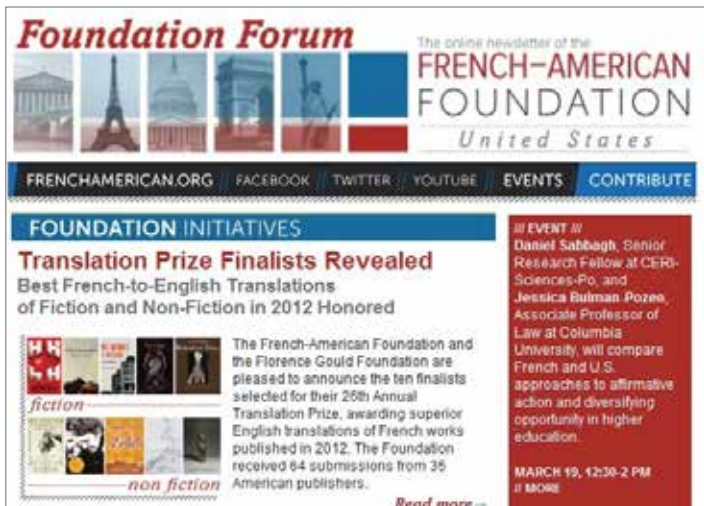 Foundation Forum
The online newsletter of the
FRENCH-AMERICAN
FOUNDATION
United States
FRENCHAMERICAN.ORG // FACEBOOK // TWITTER // YOUTUBE // EVENTS CONTRIBUTE
FOUNDATION INITIATIVES
Translation Prize Finalists Revealed
Best French-to-English Translations
of Fiction and Non-Fiction in 2012 Honored
fiction
non fiction
The French-American Foundation and
the Florence Gould Foundation are
pleased to announce the ten finalists
selected for their 26th Annual
Translation Prize, awarding superior
English translations of French works
published in 2012. The Foundation
received 64 submissions from 35
American publishers.
Read more
/// EVENT ///
Daniel Sabbagh, Senior
Research Fellow at CERI-
Sciences-Po, and
Jessica Bulman-Pozen,
Associate Professor of
Law at Columbia
University, will compare
French and U.S.
approaches to affirmative
action and diversifying
opportunity in higher
education.
MARCH 19, 12:30-2 PM
// MORE